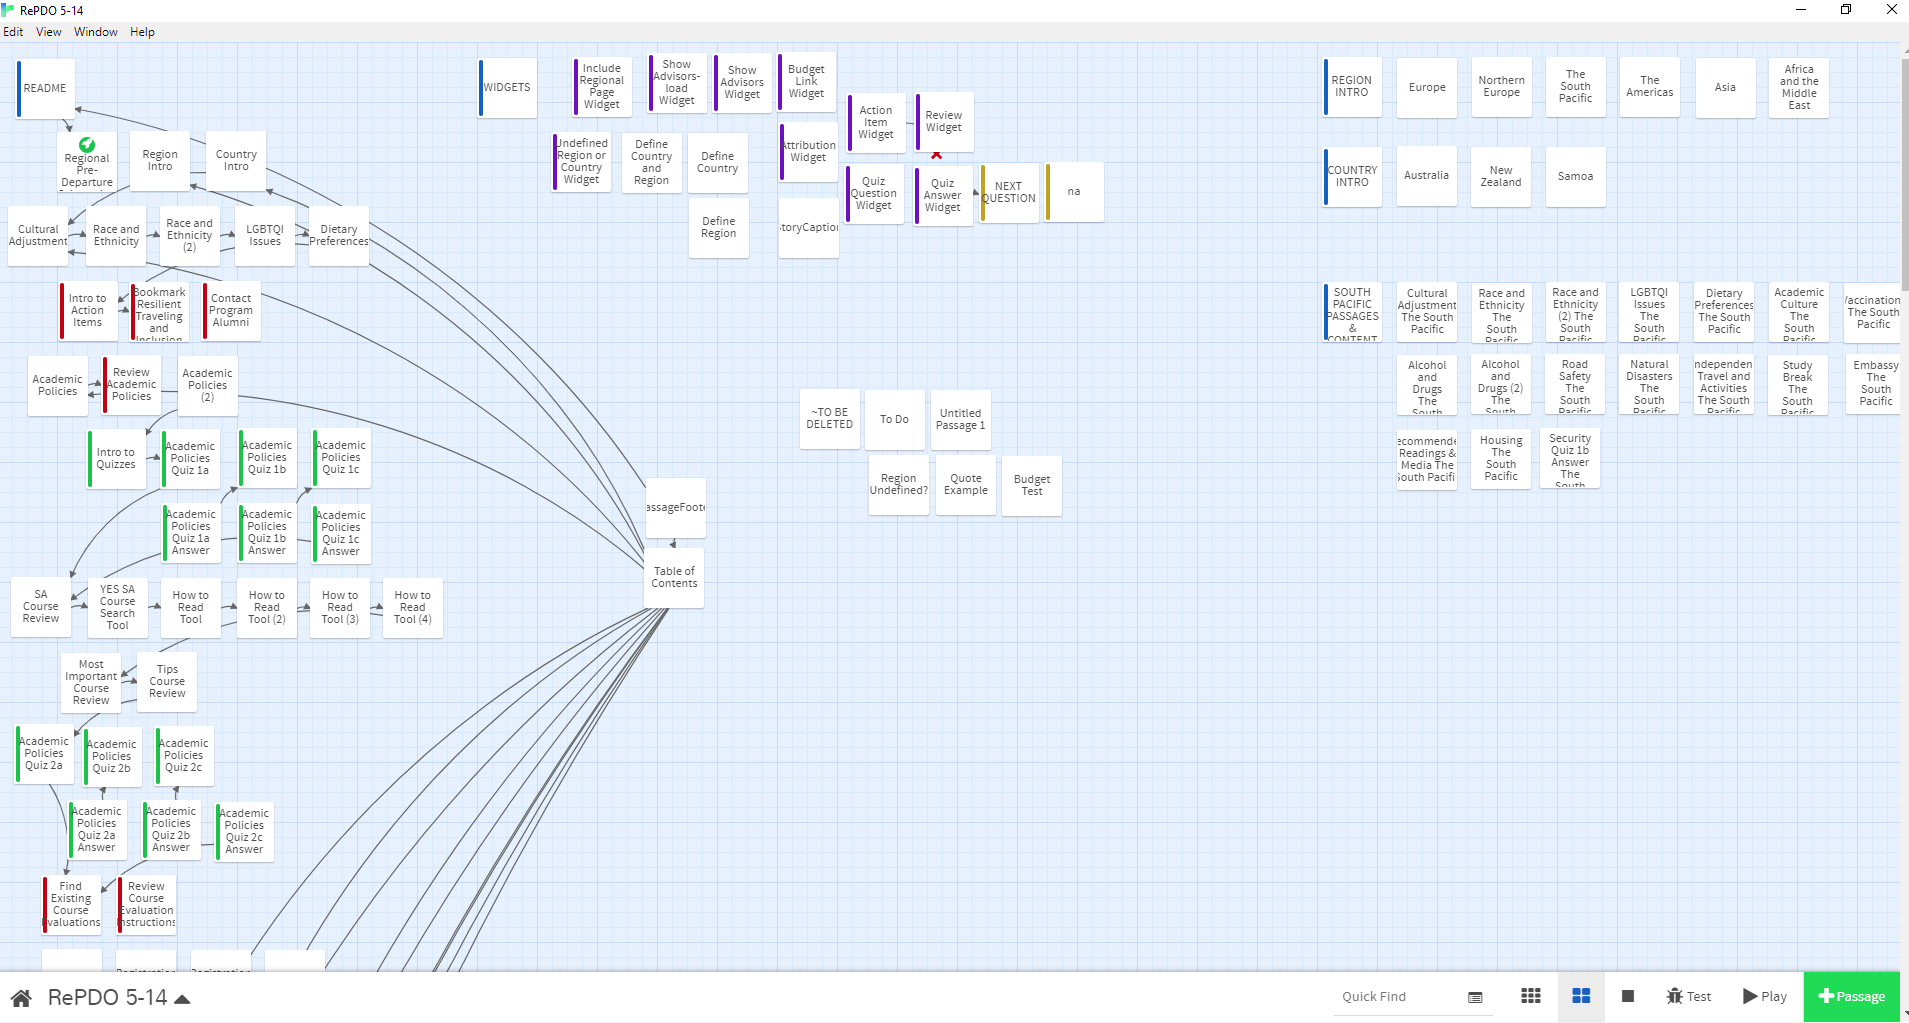 RePDO 5-14
Edit View Window Help
README
WIDGETS
Include
Regional
Page
Widget
Show
Advisors-
load
Widget
Show
Advisors
Widget
Budget
Link
Widget
REGION
INTRO
Europe
Northern
Europe
The
South
Pacific
The
Americas
Asia
Africa
and the
Middle
East
Action
Item
Widget
Review
Widget
Regional
Pre-
Departure
Region
Intro
Country
Intro
Undefined
Region or
Country
Widget
Define
Country
and
Region
Define
Country
Attribution
Widget
Quiz
Question
Widget
Quiz
Answer
Widget
NEXT
QUESTION
na
COUNTRY
INTRO
Australia
New
Zealand
Samoa
Cultural
Adjustment
Race and
Ethnicity
Race and
Ethnicity
(2)
LGBTQI
Issues
Dietary
Preferences
Define
Region
toryCaption
Intro to
Action
Items
Bookmark
Resilient
Traveling
and
Inclusion
Contact
Program
Alumni
SOUTH
PACIFIC
PASSAGES
&
CONTENT
Cultural
Adjustment
The South
Pacific
Race and
Ethnicity
The
South
Pacific
Race and
Ethnicity
(2) The
South
Pacific
LGBTQI
Issues
The
South
Pacific
Dietary
Preferences
The South
Pacific
Academic
Culture
The
South
Pacific
accination
The South
Pacific
Academic
Policies
Review
Academic
Policies
Academic
Policies
(2)
Alcohol
and
Drugs
The
South
Alcohol
and
Drugs (2)
The
South
Road
Safety
The
South
Pacific
Natural
Disasters
The
South
Pacific
ndependen
Travel and
Activities
The South
Pacific
Study
Break
The
South
Pacific
Embassy
The
South
Pacific
~TO BE
DELETED
To Do
Untitled
Passage 1
Intro to
Quizzes
Academic
Policies
Quiz 1a
Academic
Policies
Quiz 1b
Academic
Policies
Quiz 1c
ecommende
Readings &
Media The
South Pacifi
Housing
The
South
Pacific
Security
Quiz 1b
Answer
The
South
Region
Undefined?
Quote
Example
Budget
Test
assageFoote
Academic
Policies
Quiz 1a
Answer
Academic
Policies
Quiz 1b
Answer
Academic
Policies
Quiz 1c
Answer
Table of
Contents
SA
Course
Review
YES SA
Course
Search
Tool
How to
Read
Tool
How to
Read
Tool (2)
How to
Read
Tool (3)
How to
Read
Tool (4)
Most
Important
Course
Review
Tips
Course
Review
Academic
Policies
Quiz 2a
Academic
Policies
Quiz 2b
Academic
Policies
Quiz 2c
Academic
Policies
Quiz 2a
Answer
Academic
Policies
Quiz 2b
Answer
Academic
Policies
Quiz 2c
Answer
Find
Existing
Course
Evaluations
Review
Course
Evaluation
Instructions
RePDO 5-14
Quick Find
Test
Play
Passage